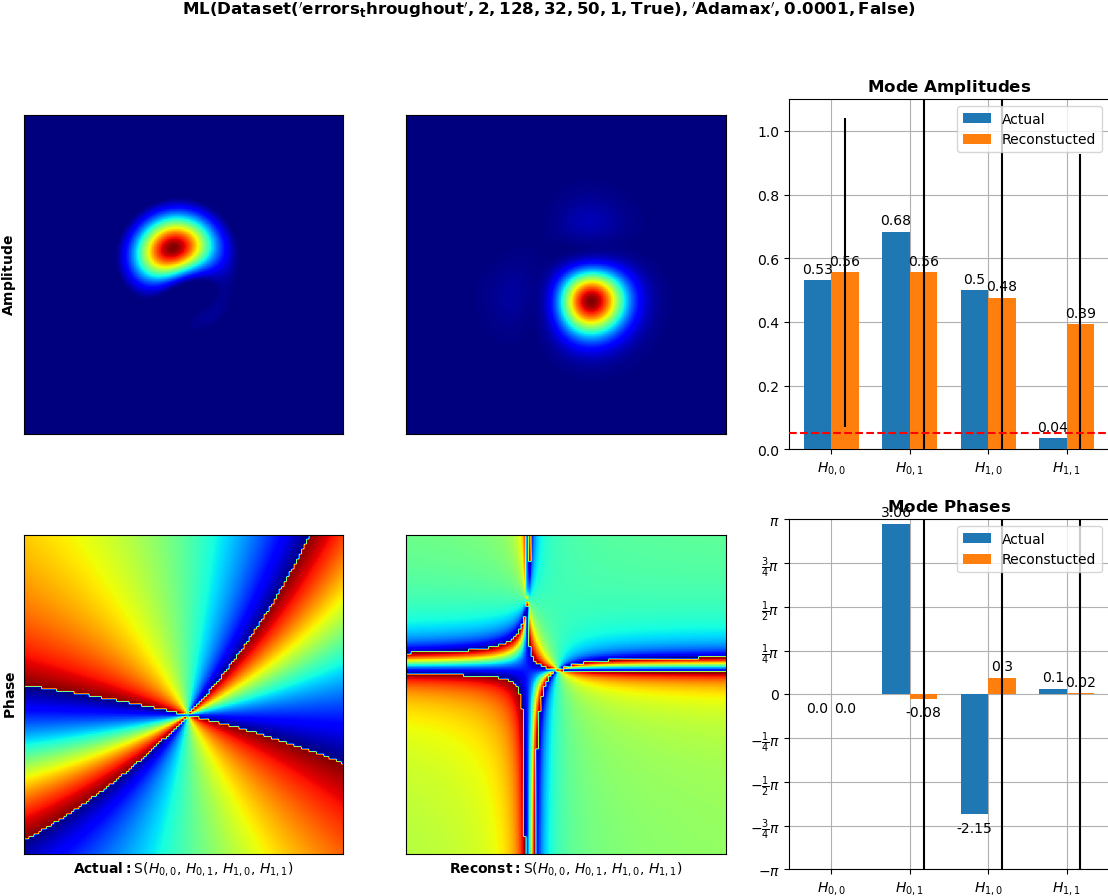 ML(Dataset('errors_throughout', 2, 128, 32, 50, 1, True), 'Adamax', 0.0001, False)
Amplitude
Mode Amplitudes
Actual
Reconstucted
1.0
0.8
0.6
0.4
0.2
0.0
0.53
0.56
0.68
0.56
0.5
0.48
0.04
0.39
H0,0
H0,1
H1,0
H1,1
Phase
Actual: S(H0,0, H0,1, H1,0, H1,1)
Reconst: S(H0,0, H0,1, H1,0, H1,1)
Mode Phases
Actual
Reconstucted
π
3/4π
1/2π
1/4π
0
−1/4π
−1/2π
−3/4π
−π
0.0
0.0
3.06
-0.08
-2.15
0.3
0.1
0.02
H0,0
H0,1
H1,0
H1,1